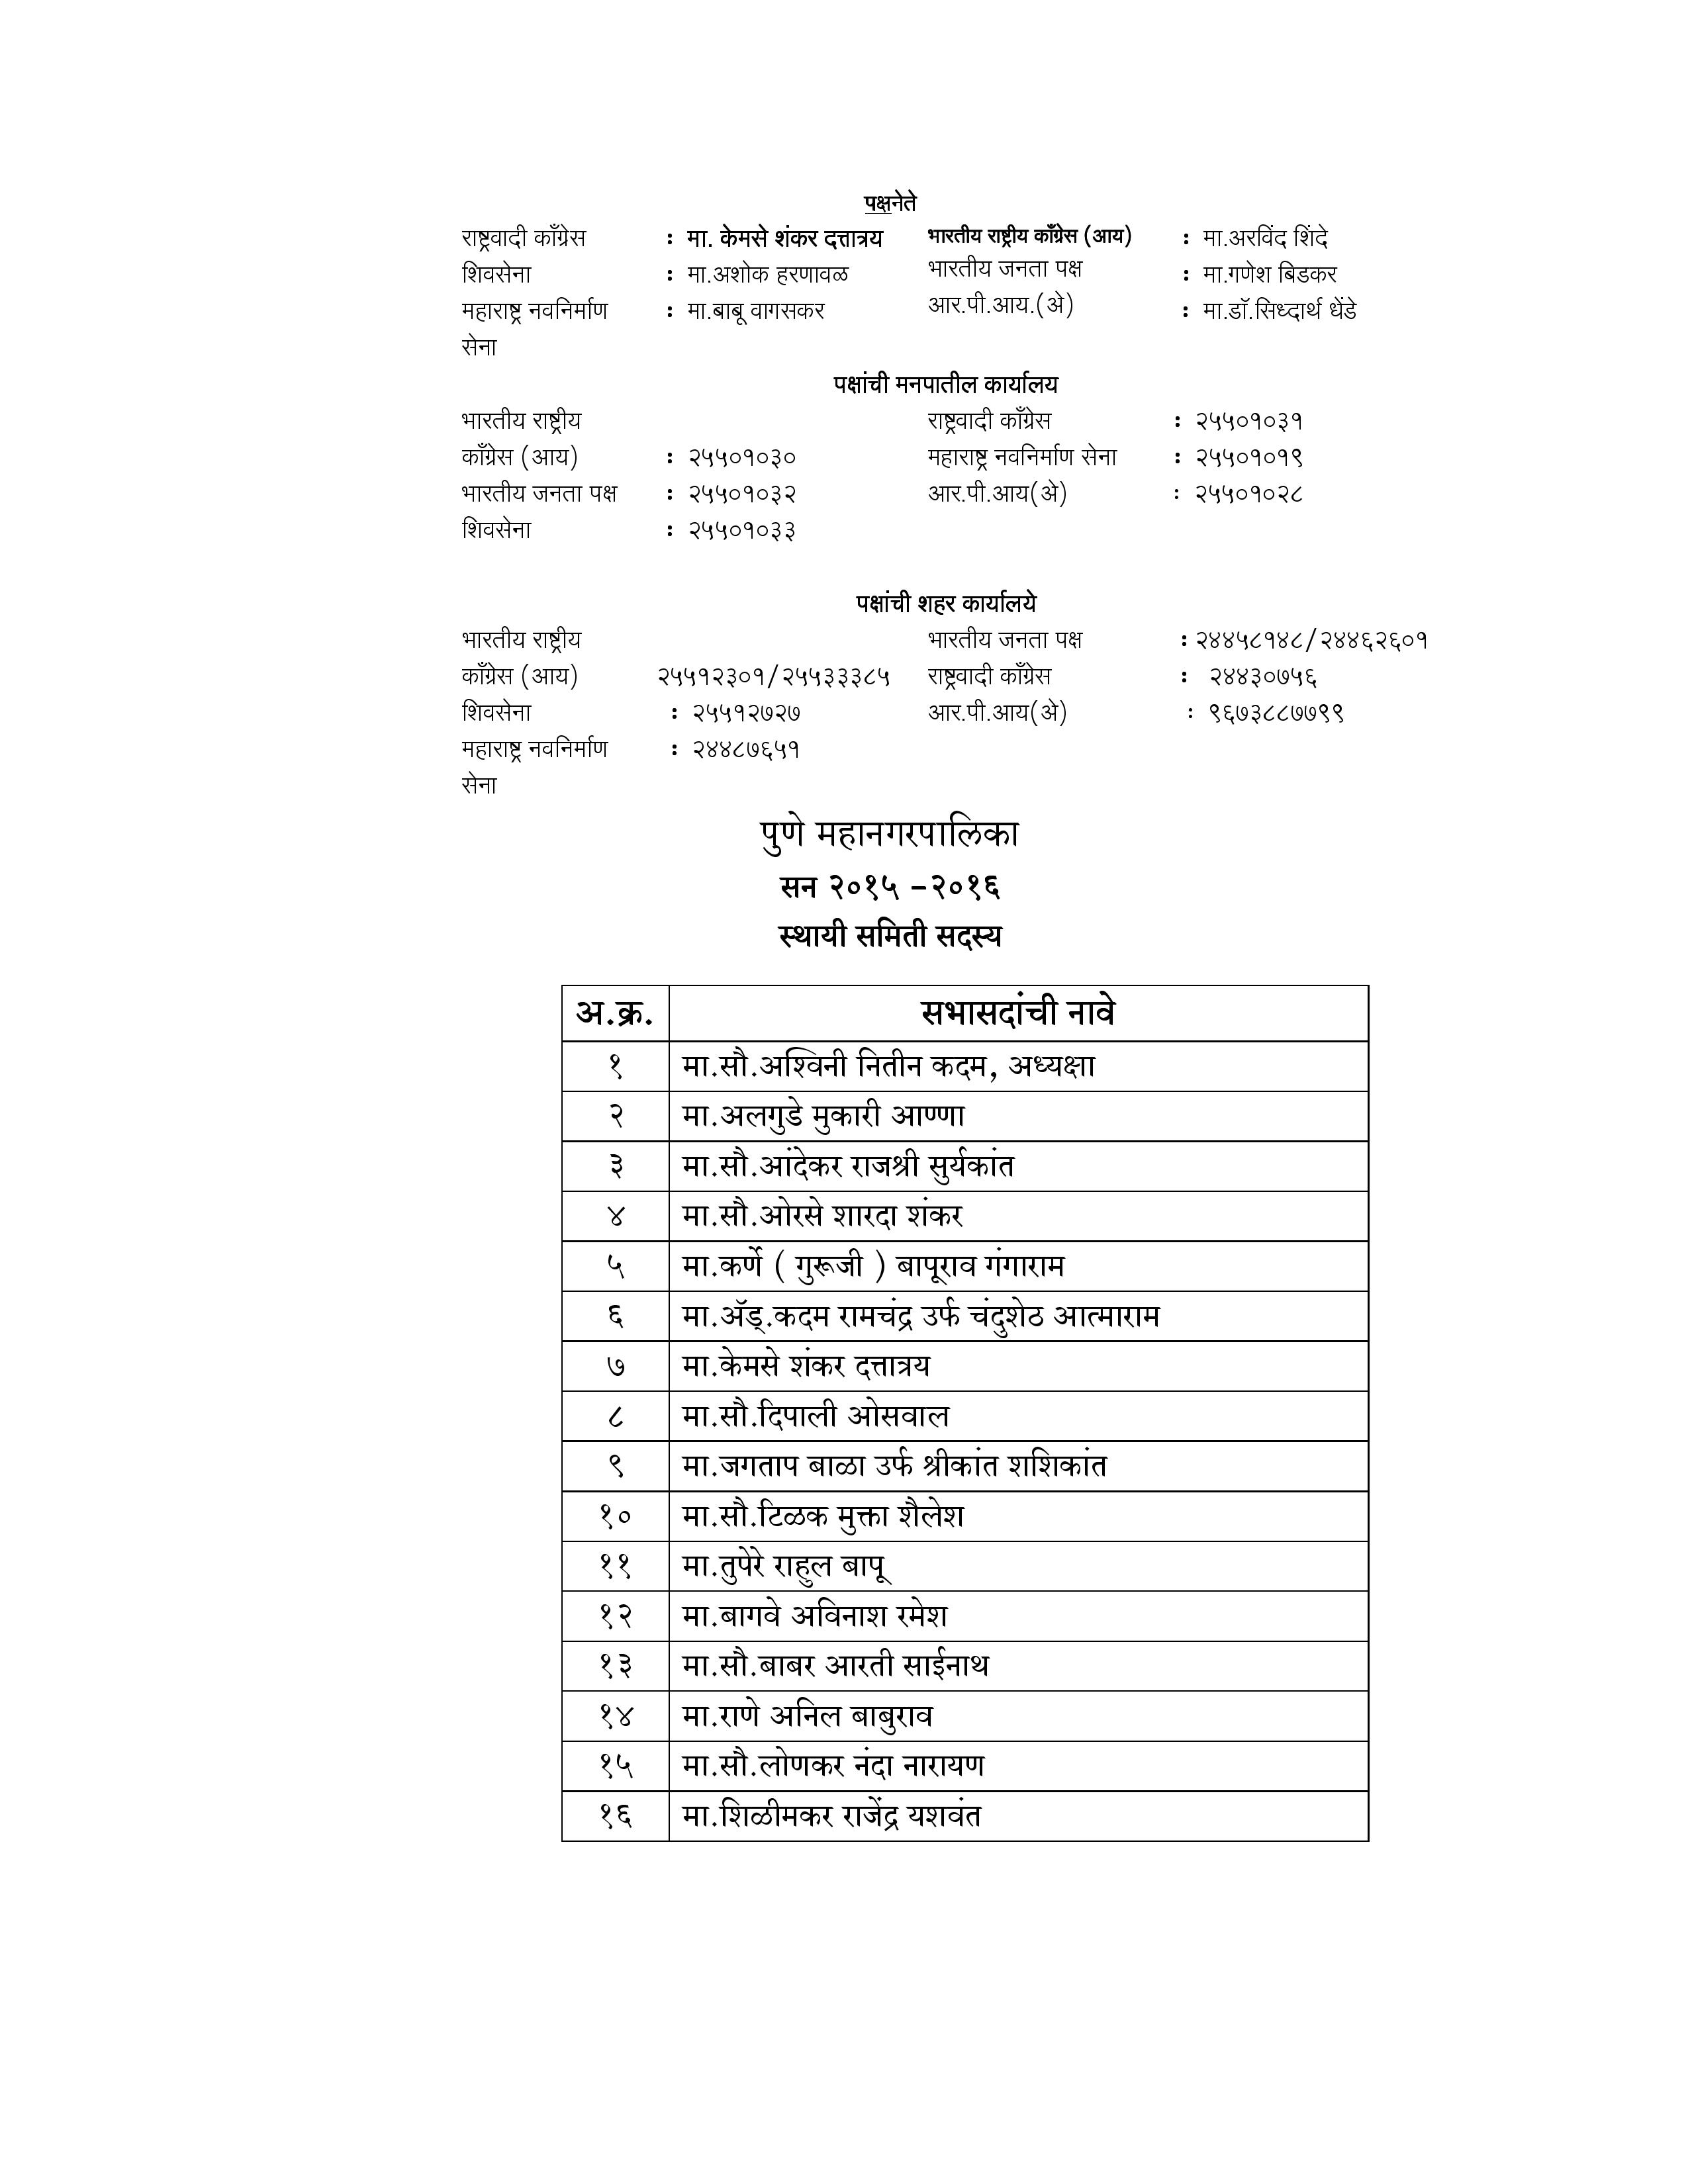 पक्षनेते
राष्ट्रवादी काँग्रेस : मा. केमसे शंकर दत्तात्रय भारतीय राष्ट्रीय काँग्रेस (आय) : मा.अरविंद शिंदे
शिवसेना : मा.अशोक हरणावळ भारतीय जनता पक्ष : मा.गणेश बिडकर
महाराष्ट्र नवनिर्माण : मा.बाबू वागसकर आर.पी.आय.(अे) : मा.डॉ.सिध्दार्थ धेंडे
सेना
पक्षांची मनपातील कार्यालय
भारतीय राष्ट्रीय राष्ट्रवादी काँग्रेस : २५५०१०३१
काँग्रेस (आय) : २५५०१०३० महाराष्ट्र नवनिर्माण सेना : २५५०१०१९
भारतीय जनता पक्ष : २५५०१०३२ आर.पी.आय(अे) : २५५०१०२८
शिवसेना : २५५०१०३३
पक्षांची शहर कार्यालये
भारतीय राष्ट्रीय भारतीय जनता पक्ष : २४४५८१४८/२४४६२६०१
काँग्रेस (आय) २५५१२३०१/२५५३३३८५ राष्ट्रवादी काँग्रेस : २४४३०७५६
शिवसेना : २५५१२७२७ आर.पी.आय(अे) : ९६७३८८७७९९
महाराष्ट्र नवनिर्माण : २४४८७६५१
सेना
पुणे महानगरपालिका
सन २०१५ –२०१६
स्थायी समिती सदस्य
अ.क्र. सभासदांची नावे
१ मा.सौ.अश्विनी नितीन कदम, अध्यक्षा
२ मा.अलगुडे मुकारी आण्णा
३ मा.सौ.आंदेकर राजश्री सुर्यकांत
४ मा.सौ.ओरसे शारदा शंकर
५ मा.कर्णे ( गुरूजी ) बापूराव गंगाराम
६ मा.ॲड्.कदम रामचंद्र उर्फ चंदुशेठ आत्माराम
७ मा.केमसे शंकर दत्तात्रय
८ मा.सौ.दिपाली ओसवाल
९ मा.जगताप बाळा उर्फ श्रीकांत शशिकांत
१० मा.सौ.टिळक मुक्ता शैलेश
११ मा.तुपेरे राहुल बापू
१२ मा.बागवे अविनाश रमेश
१३ मा.सौ.बाबर आरती साईनाथ
१४ मा.राणे अनिल बाबुराव
१५ मा.सौ.लोणकर नंदा नारायण
१६ मा.शिळीमकर राजेंद्र यशवंत